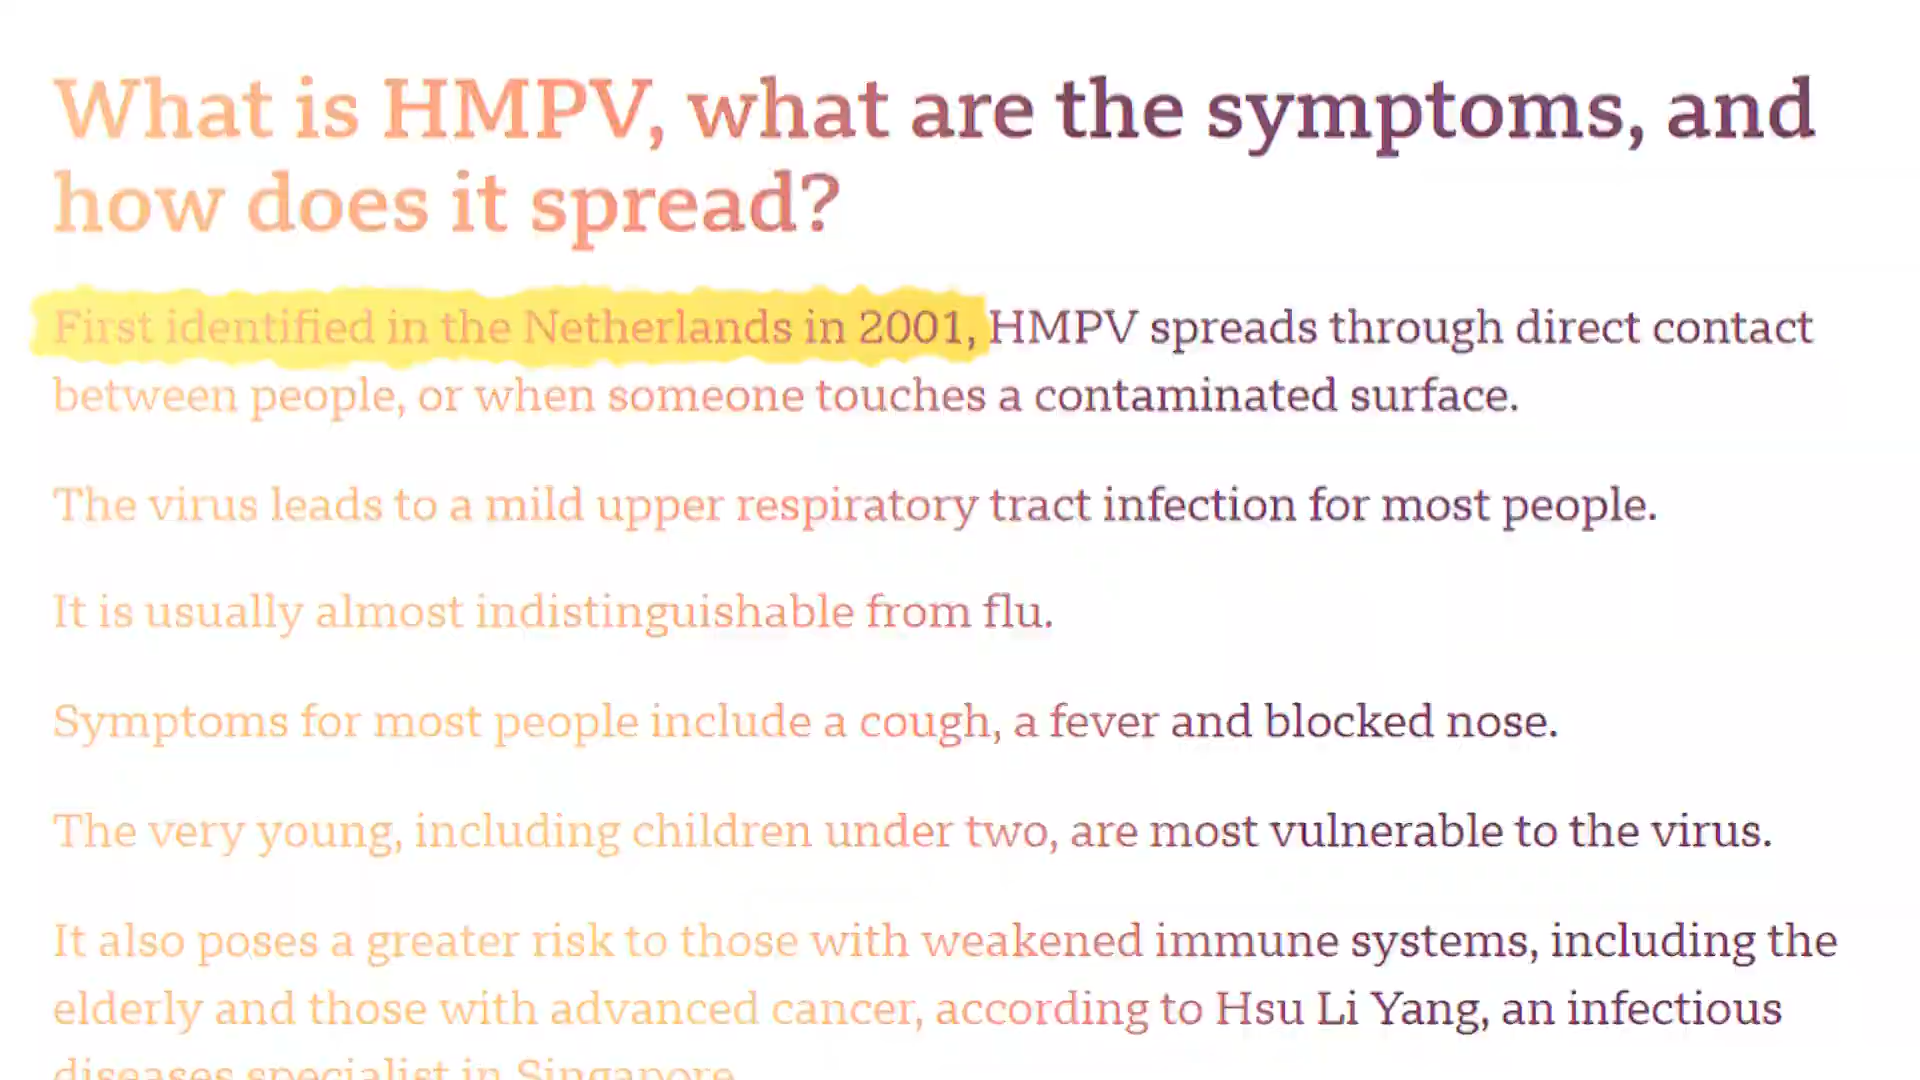 What is HMPV, what are the symptoms, and
how does it spread?
First identified in the Netherlands in 2001, HMPV spreads through direct contact
between people, or when someone touches a contaminated surface.
The virus leads to a mild upper respiratory tract infection for most people.
It is usually almost indistinguishable from flu.
Symptoms for most people include a cough, a fever and blocked nose.
The very young, including children under two, are most vulnerable to the virus.
It also poses a greater risk to those with weakened immune systems, including the
elderly and those with advanced cancer, according to Hsu Li Yang, an infectious
diseases specialist in Singapore.